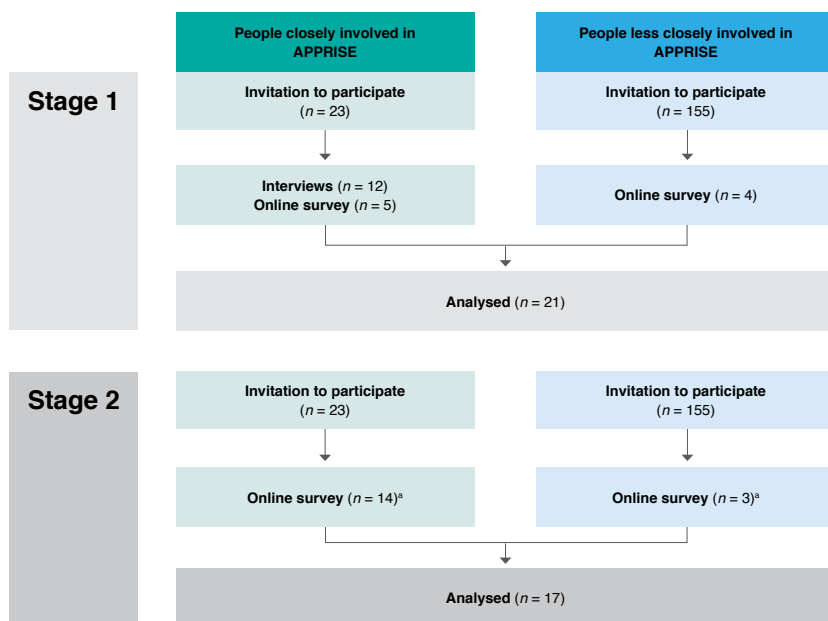 People closely involved in
APPRISE
People less closely involved in
APPRISE
Stage 1
Invitation to participate
(n = 23)
Invitation to participate
(n = 155)
Interviews (n = 12)
Online survey (n = 5)
Online survey (n = 4)
Analysed (n = 21)
Stage 2
Invitation to participate
(n = 23)
Invitation to participate
(n = 155)
Online survey (n = 14)ª
Online survey (n = 3)ª
Analysed (n = 17)